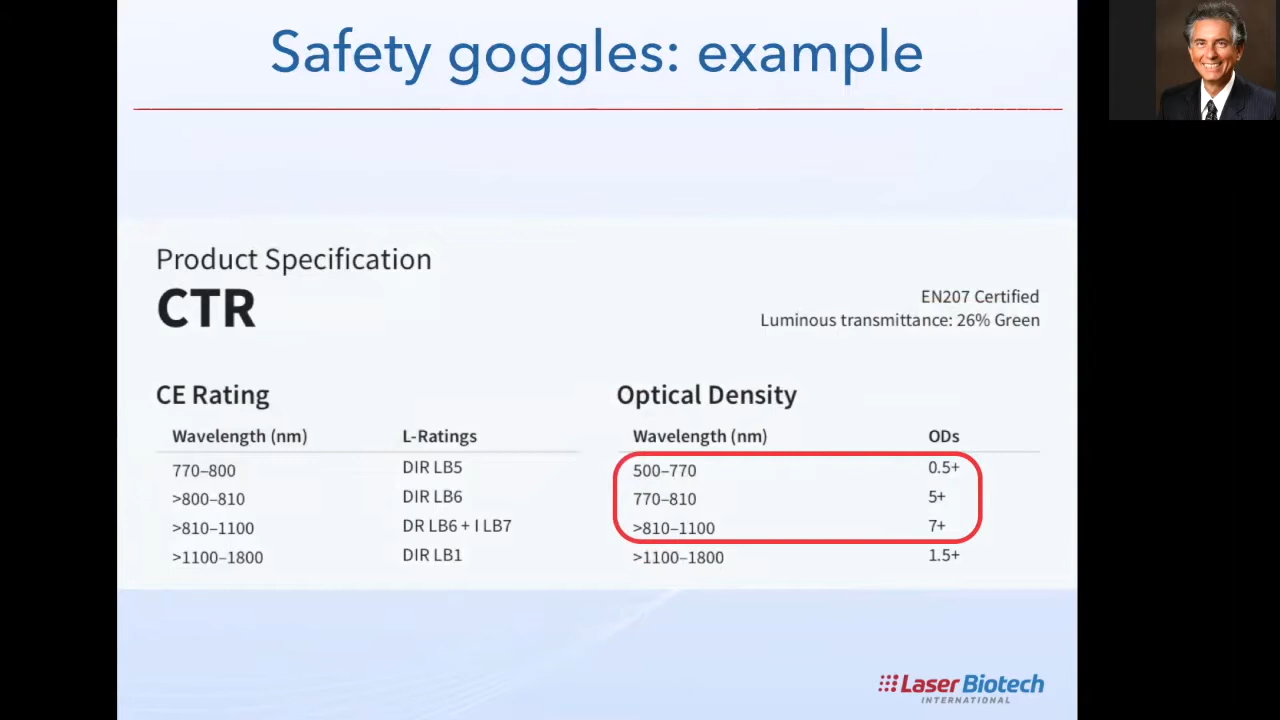 Safety goggles: example
Product Specification
CTR
EN207 Certified
Luminous transmittance: 26% Green
CE Rating
Wavelength (nm) L-Ratings
770–800 DIR LB5
>800–810 DIR LB6
>810–1100 DR LB6 + I LB7
>1100–1800 DIR LB1
Optical Density
Wavelength (nm) ODs
500–770 0.5+
770–810 5+
>810–1100 7+
>1100–1800 1.5+
Laser Biotech
INTERNATIONAL